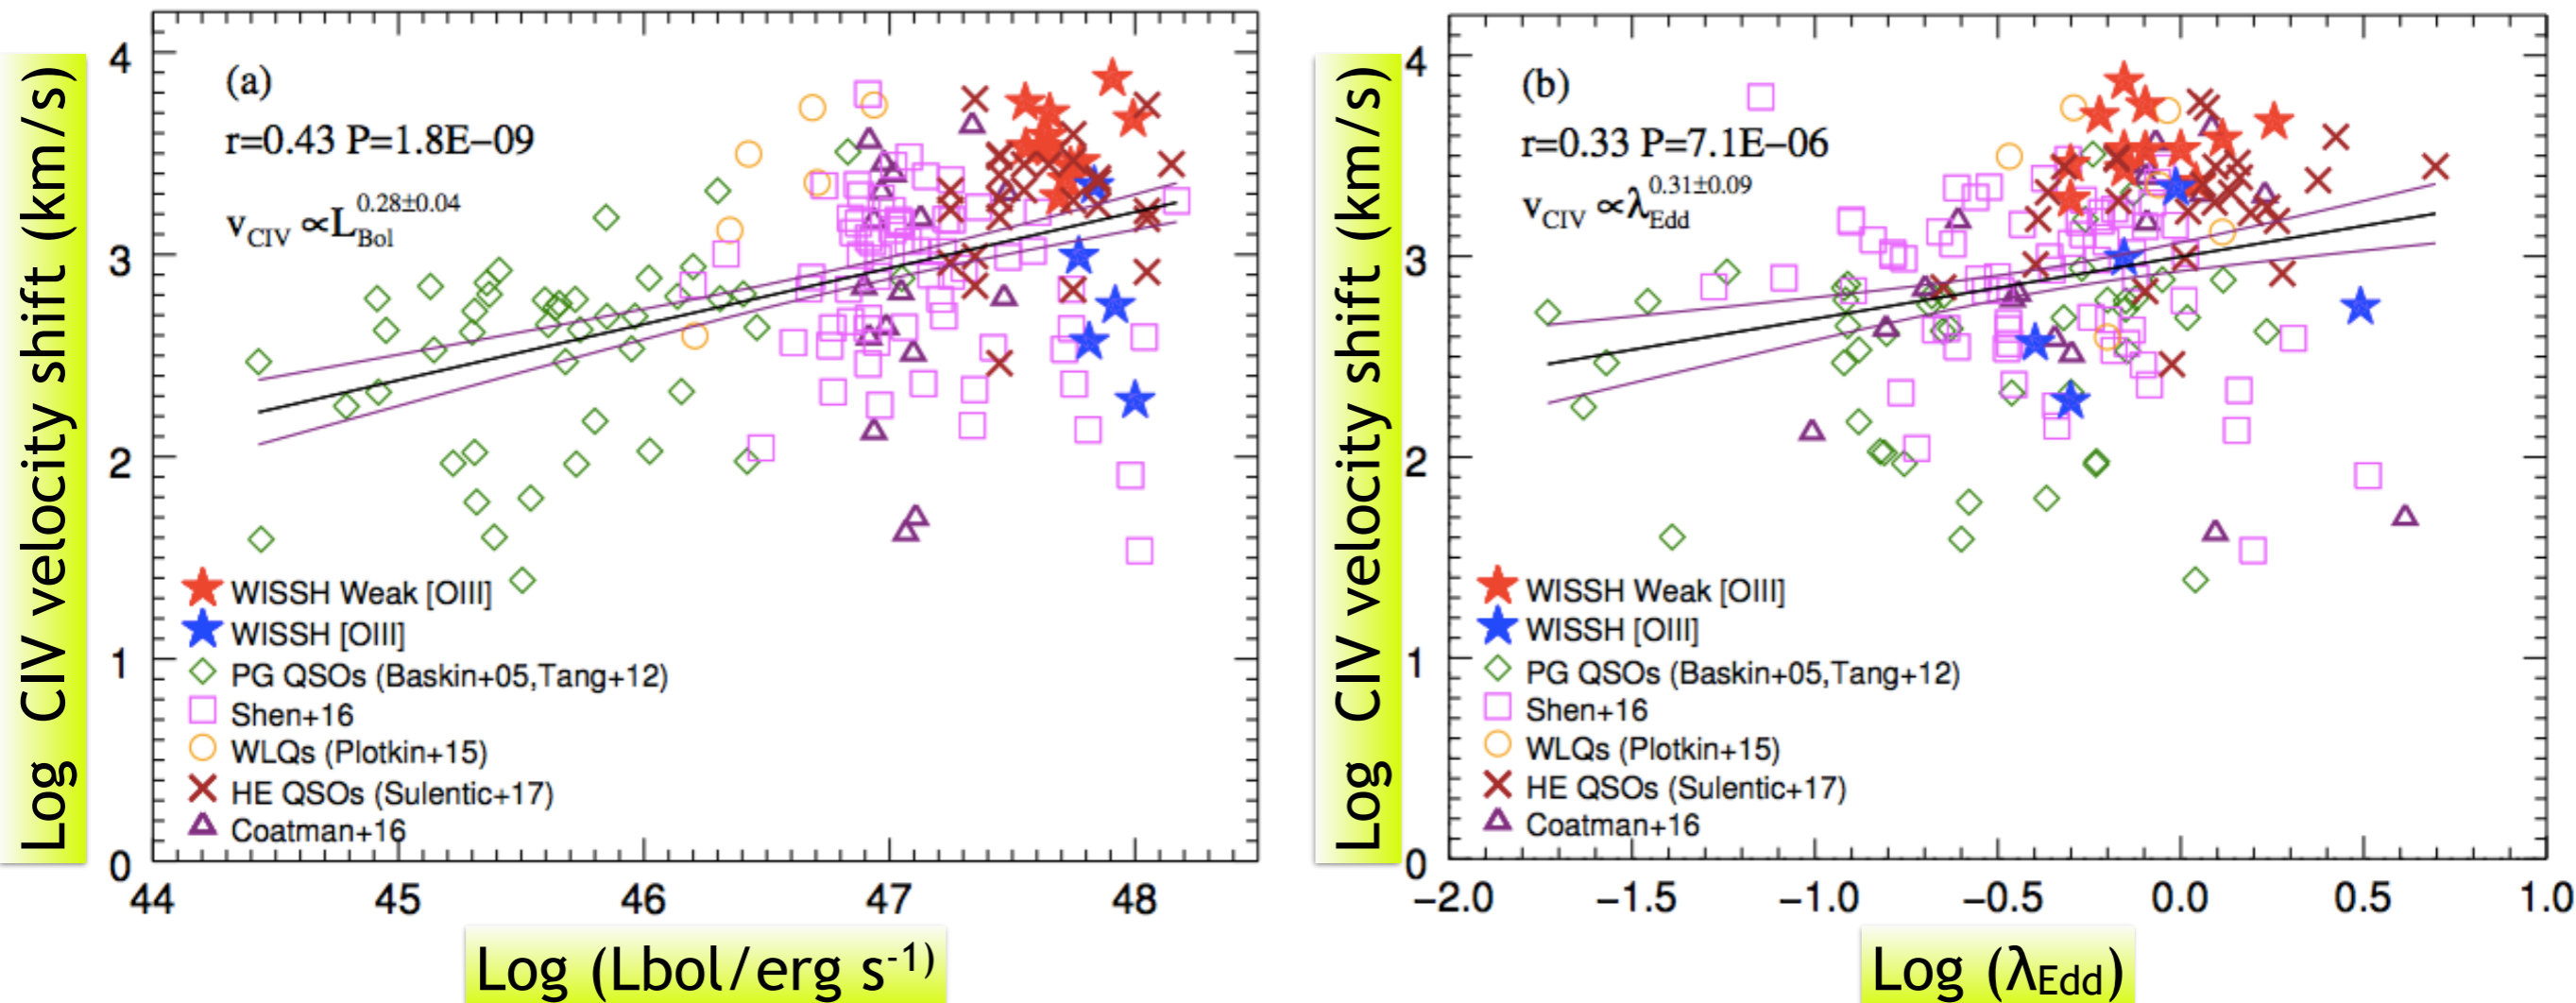 Log CIV velocity shift (km/s)
4
3
2
1
0
(a)
r=0.43 P=1.8E−09
v_CIV ∝L_Bol^0.28±0.04
WISSH Weak [OIII]
WISSH [OIII]
PG QSOs (Baskin+05,Tang+12)
Shen+16
WLQs (Plotkin+15)
HE QSOs (Sulentic+17)
Coatman+16
44 45 46 47 48
Log (Lbol/erg s-1)
Log CIV velocity shift (km/s)
4
3
2
1
0
(b)
r=0.33 P=7.1E−06
v_CIV ∝λ_Edd^0.31±0.09
WISSH Weak [OIII]
WISSH [OIII]
PG QSOs (Baskin+05,Tang+12)
Shen+16
WLQs (Plotkin+15)
HE QSOs (Sulentic+17)
Coatman+16
−2.0 −1.5 −1.0 −0.5 0.0 0.5 1.0
Log (λEdd)